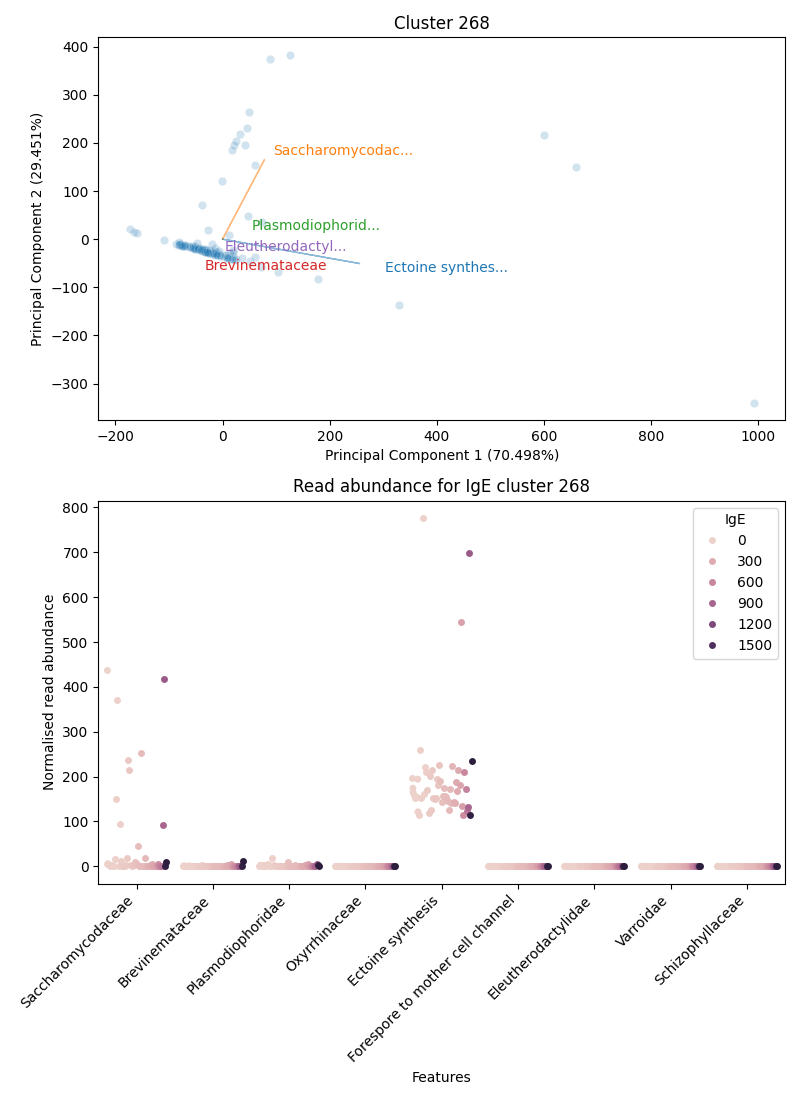 Cluster 268
400
300
200
100
0
−100
−200
−300
Principal Component 2 (29.451%)
Saccharomycodac...
Plasmodiophorid...
Eleutherodactyl...
Brevinemataceae
Ectoine synthes...
−200
0
200
400
600
800
1000
Principal Component 1 (70.498%)
Read abundance for IgE cluster 268
800
700
600
500
400
300
200
100
0
Normalised read abundance
IgE
0
300
600
900
1200
1500
Saccharomycodaceae
Brevinemataceae
Plasmodiophoridae
Oxyrrhinaceae
Ectoine synthesis
Forespore to mother cell channel
Eleutherodactylidae
Varroidae
Schizophyllaceae
Features